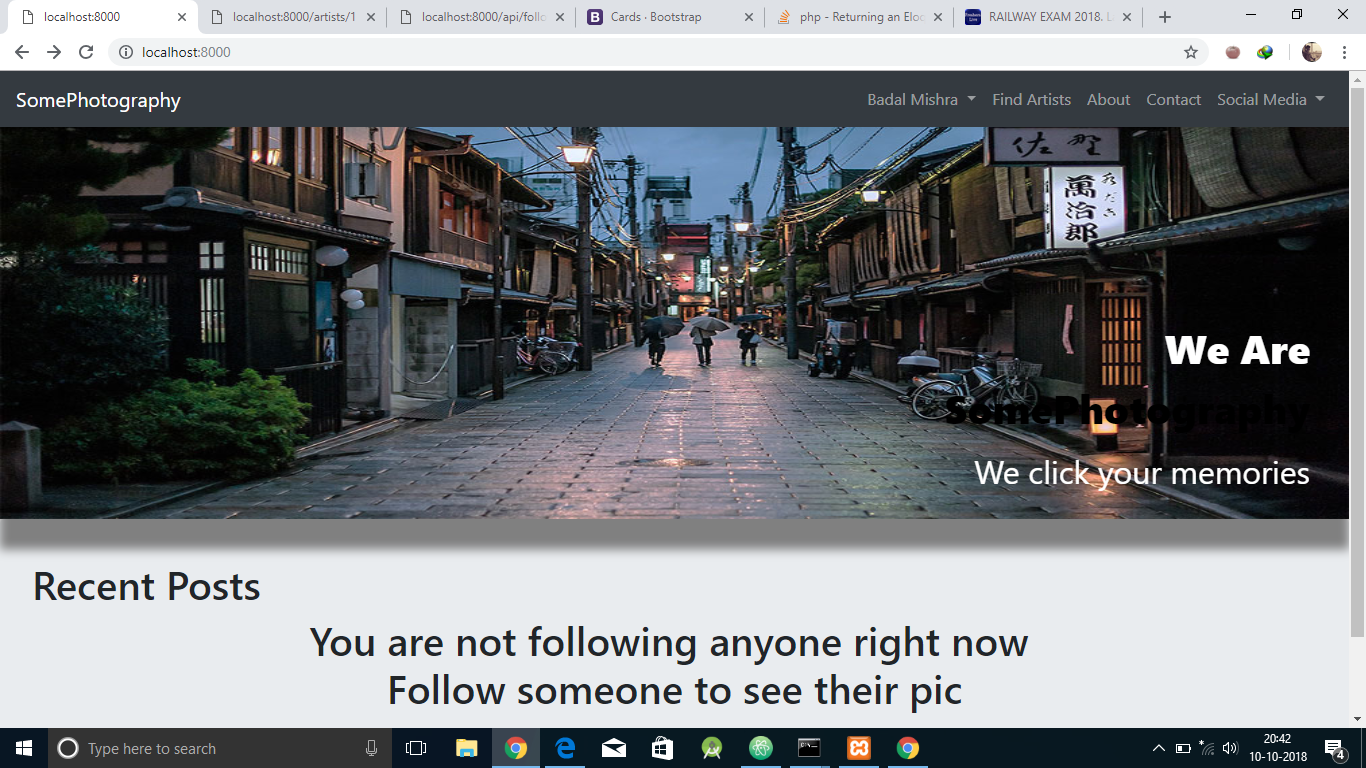 localhost:8000
localhost:8000/artists/1
localhost:8000/api/follo
Cards · Bootstrap
php - Returning an Eloq
RAILWAY EXAM 2018. L
localhost:8000
SomePhotography
Badal Mishra
Find Artists
About
Contact
Social Media
佐野
萬治郎
We Are
SomePhotography
We click your memories
Recent Posts
You are not following anyone right now
Follow someone to see their pic
Type here to search
20:42
10-10-2018
4